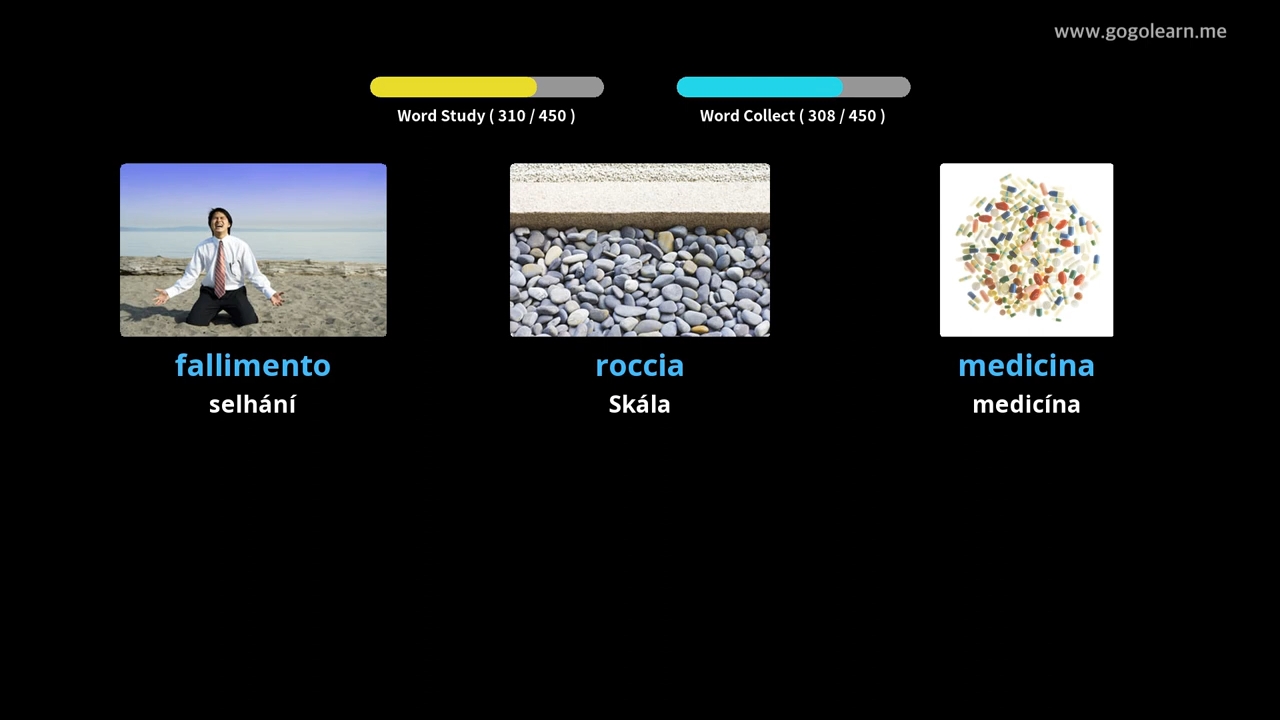 www.gogolearn.me
Word Study ( 310 / 450 )
Word Collect ( 308 / 450 )
fallimento
roccia
medicina
selhání
Skála
medicína